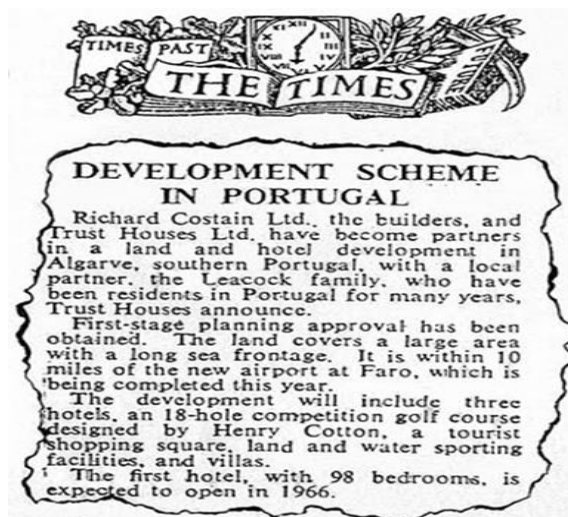 TIMES PAST
FUTURE
THE TIMES
DEVELOPMENT SCHEME
IN PORTUGAL
Richard Costain Ltd., the builders, and
Trust Houses Ltd. have become partners
in a land and hotel development in
Algarve, southern Portugal, with a local
partner, the Leacock family, who have
been residents in Portugal for many years,
Trust Houses announce.
First-stage planning approval has been
obtained. The land covers a large area
with a long sea frontage. It is within 10
miles of the new airport at Faro, which is
being completed this year.
The development will include three
hotels, an 18-hole competition golf course
designed by Henry Cotton, a tourist
shopping square, land and water sporting
facilities, and villas.
The first hotel, with 98 bedrooms, is
expected to open in 1966.